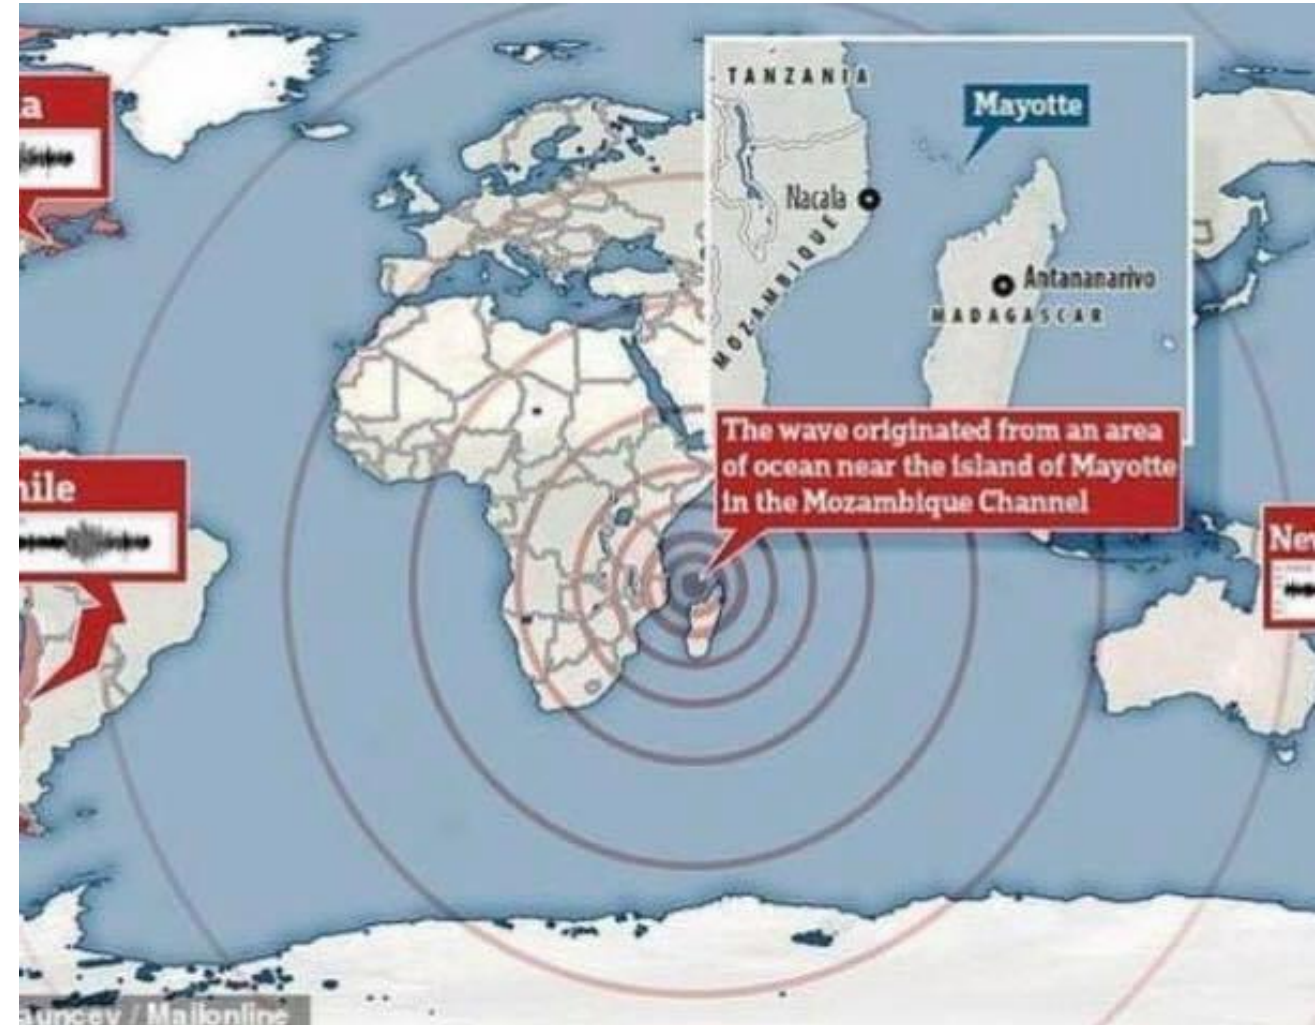 a
TANZANIA
Mayotte
Nacala
MOZAMBIQUE
Antananarivo
MADAGASCAR
The wave originated from an area
of ocean near the island of Mayotte
in the Mozambique Channel
hile
Nev
auncey / Mailonline